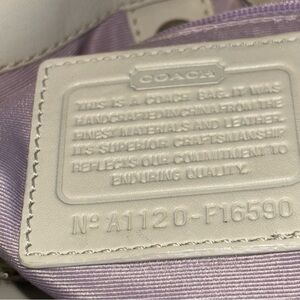 COACH
THIS IS A COACH BAG. IT WAS
HANDCRAFTED IN CHINA FROM THE
FINEST MATERIALS AND LEATHER.
ITS SUPERIOR CRAFTSMANSHIP
REFLECTS OUR COMMITMENT TO
ENDURING QUALITY.
Nº A1120-F16590